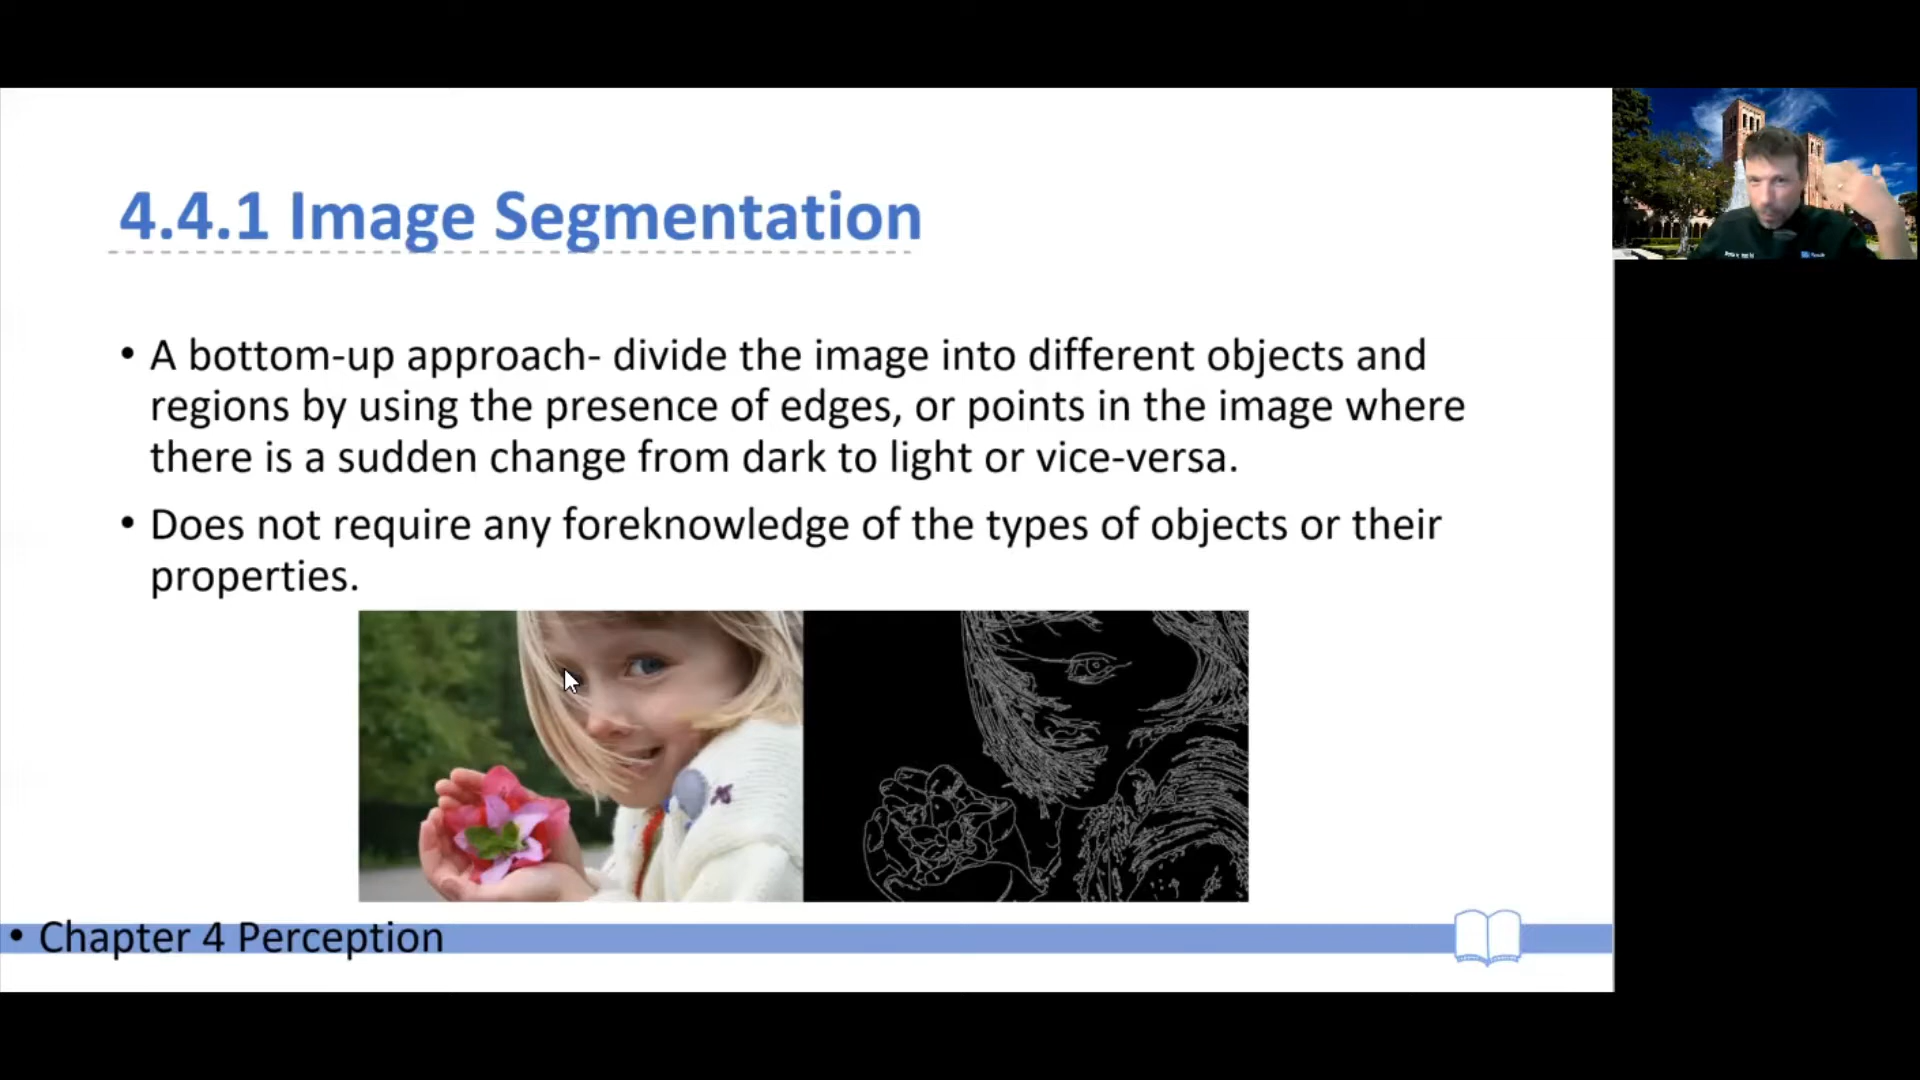 4.4.1 Image Segmentation
• A bottom-up approach- divide the image into different objects and
regions by using the presence of edges, or points in the image where
there is a sudden change from dark to light or vice-versa.
• Does not require any foreknowledge of the types of objects or their
properties.
• Chapter 4 Perception